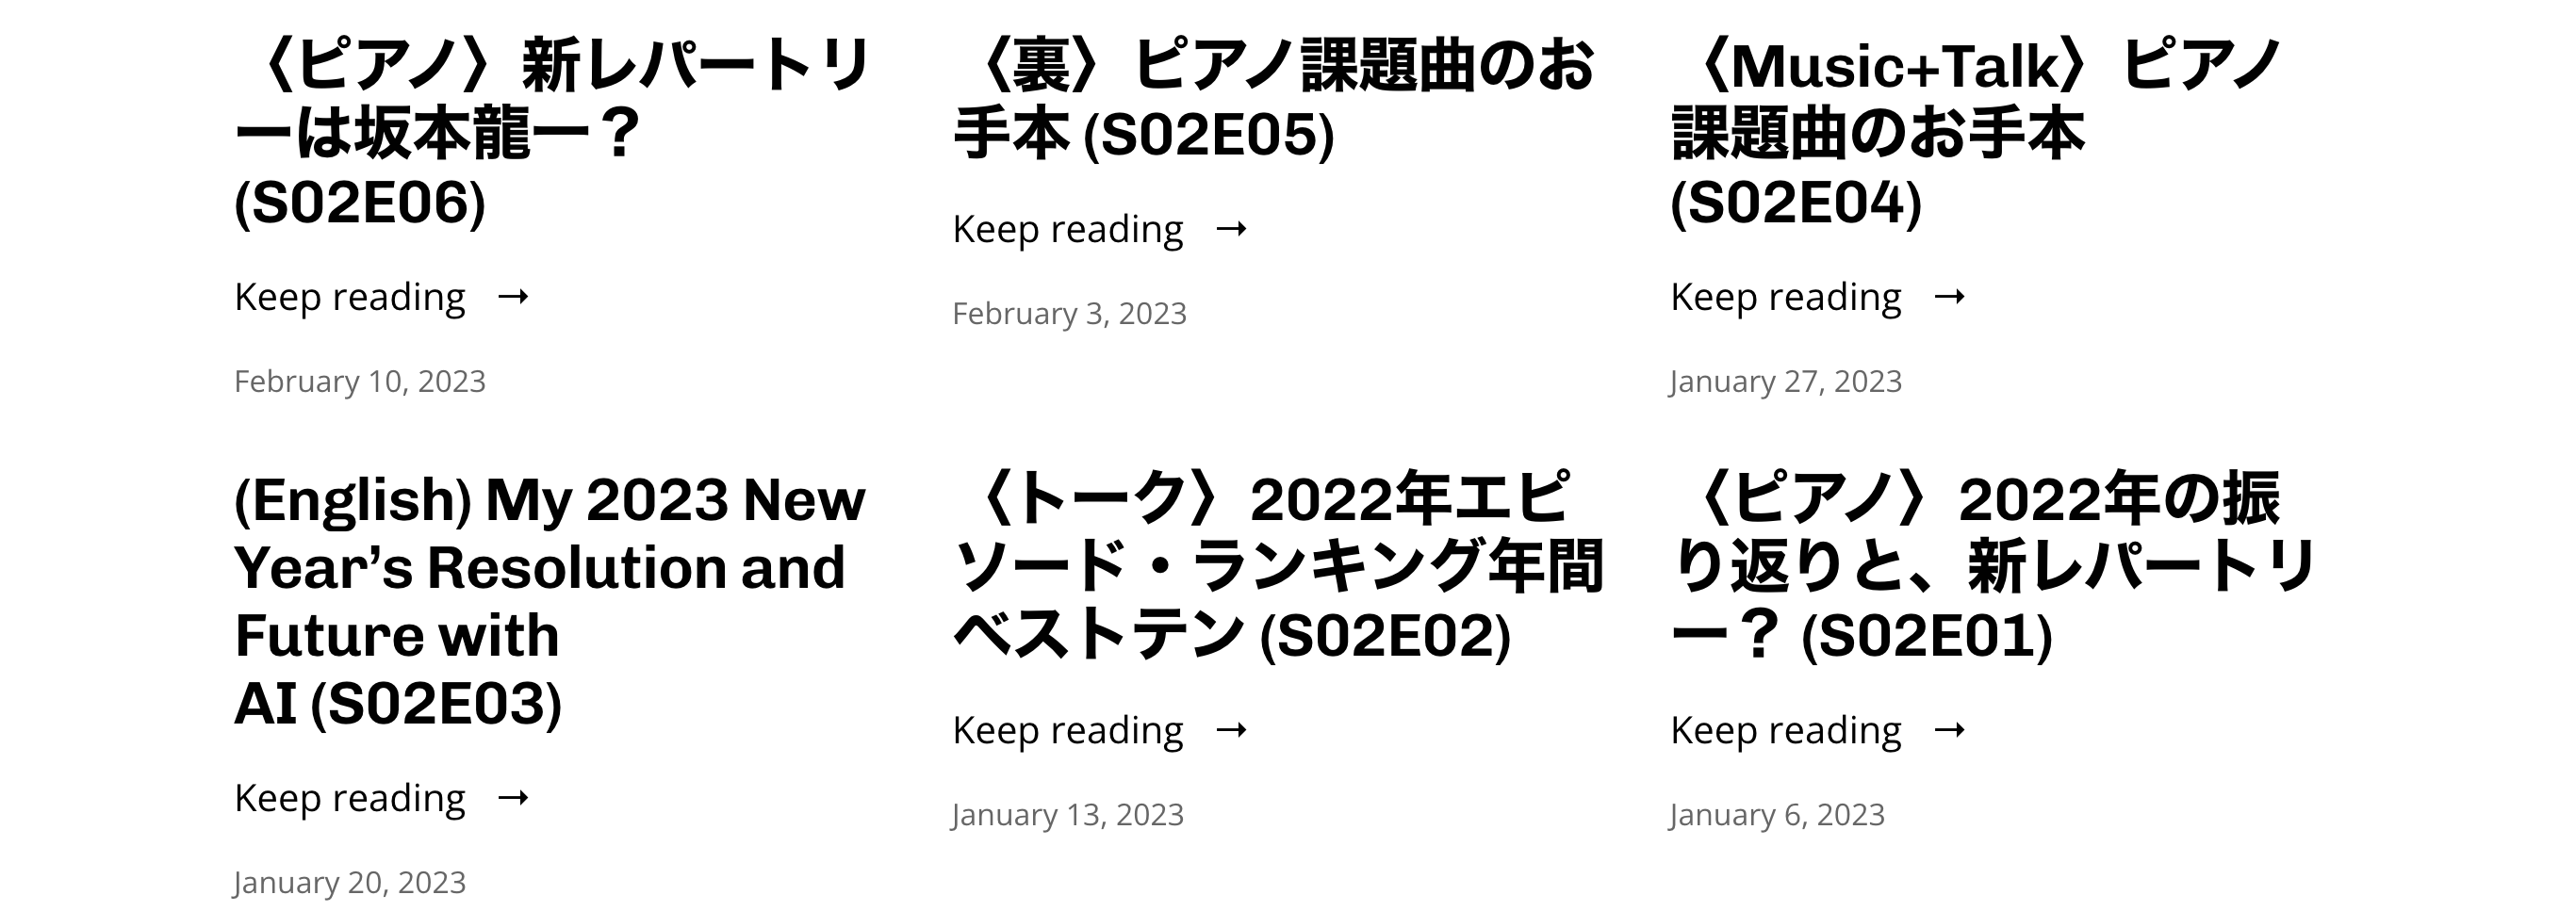 〈ピアノ〉新レパートリ
ーは坂本龍一？
(S02E06)
Keep reading →
February 10, 2023
〈裏〉ピアノ課題曲のお
手本 (S02E05)
Keep reading →
February 3, 2023
〈Music+Talk〉ピアノ
課題曲のお手本
(S02E04)
Keep reading →
January 27, 2023
(English) My 2023 New
Year’s Resolution and
Future with
AI (S02E03)
Keep reading →
January 20, 2023
〈トーク〉2022年エピ
ソード・ランキング年間
ベストテン (S02E02)
Keep reading →
January 13, 2023
〈ピアノ〉2022年の振
り返りと、新レパートリ
ー？ (S02E01)
Keep reading →
January 6, 2023